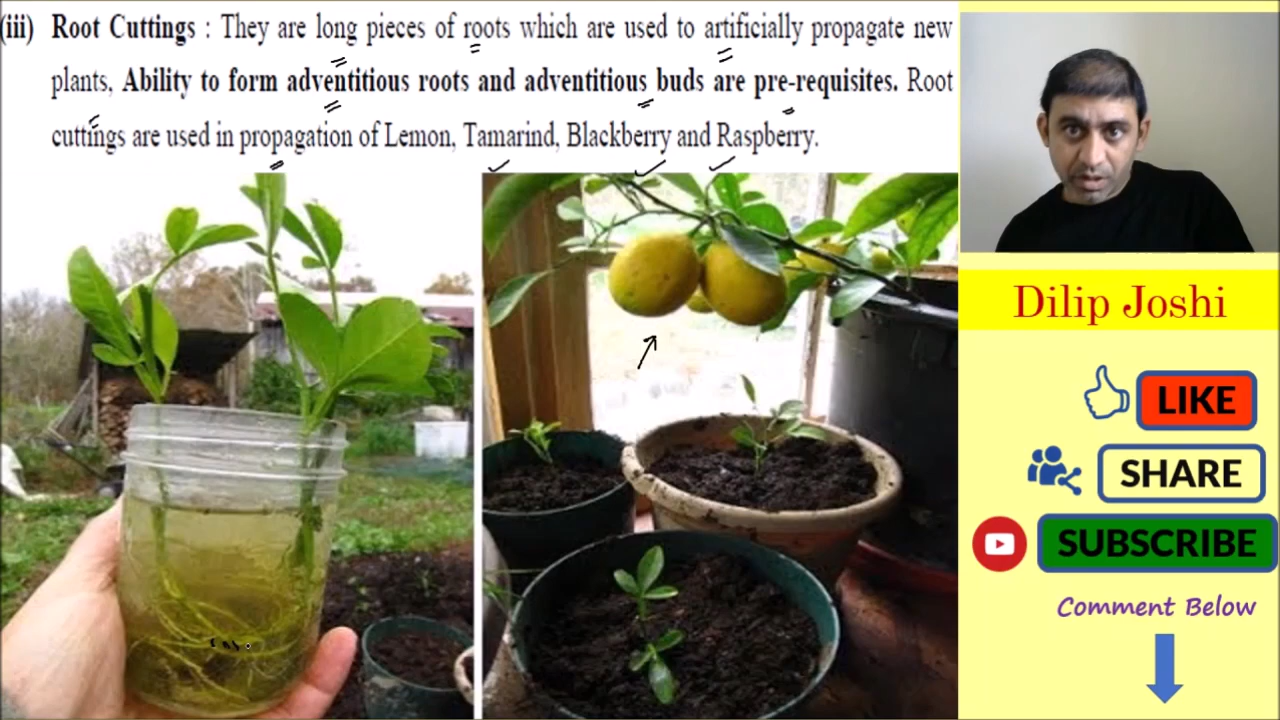 (iii) Root Cuttings : They are long pieces of roots which are used to artificially propagate new
plants, Ability to form adventitious roots and adventitious buds are pre-requisites. Root
cuttings are used in propagation of Lemon, Tamarind, Blackberry and Raspberry.
Dilip Joshi
LIKE
SHARE
SUBSCRIBE
Comment Below